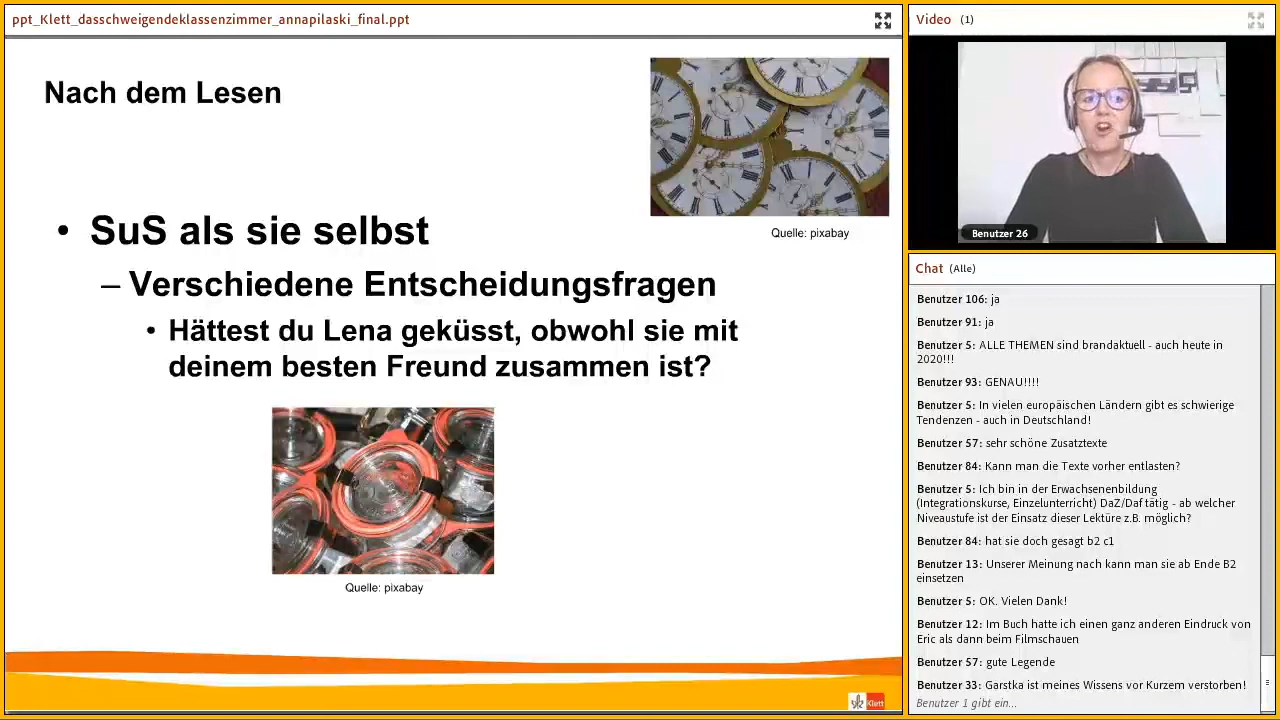 ppt_Klett_dasschweigendeklassenzimmer_annapilaski_final.ppt
Nach dem Lesen
Quelle: pixabay
• SuS als sie selbst
– Verschiedene Entscheidungsfragen
• Hättest du Lena geküsst, obwohl sie mit
deinem besten Freund zusammen ist?
Quelle: pixabay
Klett
Video (1)
Benutzer 26
Chat (Alle)
Benutzer 106: ja
Benutzer 91: ja
Benutzer 5: ALLE THEMEN sind brandaktuell - auch heute in
2020!!!
Benutzer 93: GENAU!!!!
Benutzer 5: In vielen europäischen Ländern gibt es schwierige
Tendenzen - auch in Deutschland!
Benutzer 57: sehr schöne Zusatztexte
Benutzer 84: Kann man die Texte vorher entlasten?
Benutzer 5: Ich bin in der Erwachsenenbildung
(Integrationskurse, Einzelunterricht) DaZ/Daf tätig - ab welcher
Niveaustufe ist der Einsatz dieser Lektüre z.B. möglich?
Benutzer 84: hat sie doch gesagt b2 c1
Benutzer 13: Unserer Meinung nach kann man sie ab Ende B2
einsetzen
Benutzer 5: OK. Vielen Dank!
Benutzer 12: Im Buch hatte ich einen ganz anderen Eindruck von
Eric als dann beim Filmschauen
Benutzer 57: gute Legende
Benutzer 33: Garstka ist meines Wissens vor Kurzem verstorben!
Benutzer 1 gibt ein...